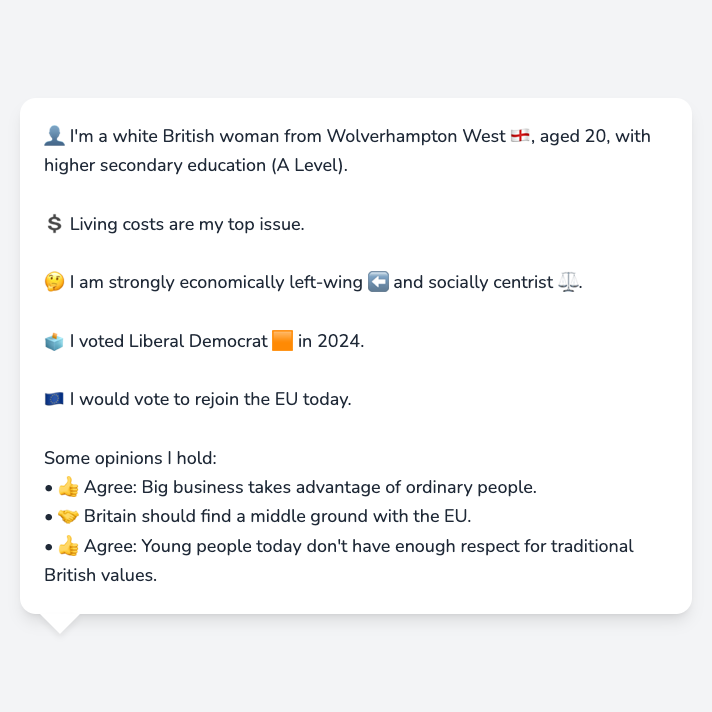 👤 I'm a white British woman from Wolverhampton West 🏴󠁧󠁢󠁥󠁮󠁧󠁿, aged 20, with
higher secondary education (A Level).
💲 Living costs are my top issue.
🤔 I am strongly economically left-wing ⬅️ and socially centrist ⚖️.
🗳️ I voted Liberal Democrat 🟧 in 2024.
🇪🇺 I would vote to rejoin the EU today.
Some opinions I hold:
• 👍 Agree: Big business takes advantage of ordinary people.
• 🤝 Britain should find a middle ground with the EU.
• 👍 Agree: Young people today don't have enough respect for traditional
British values.